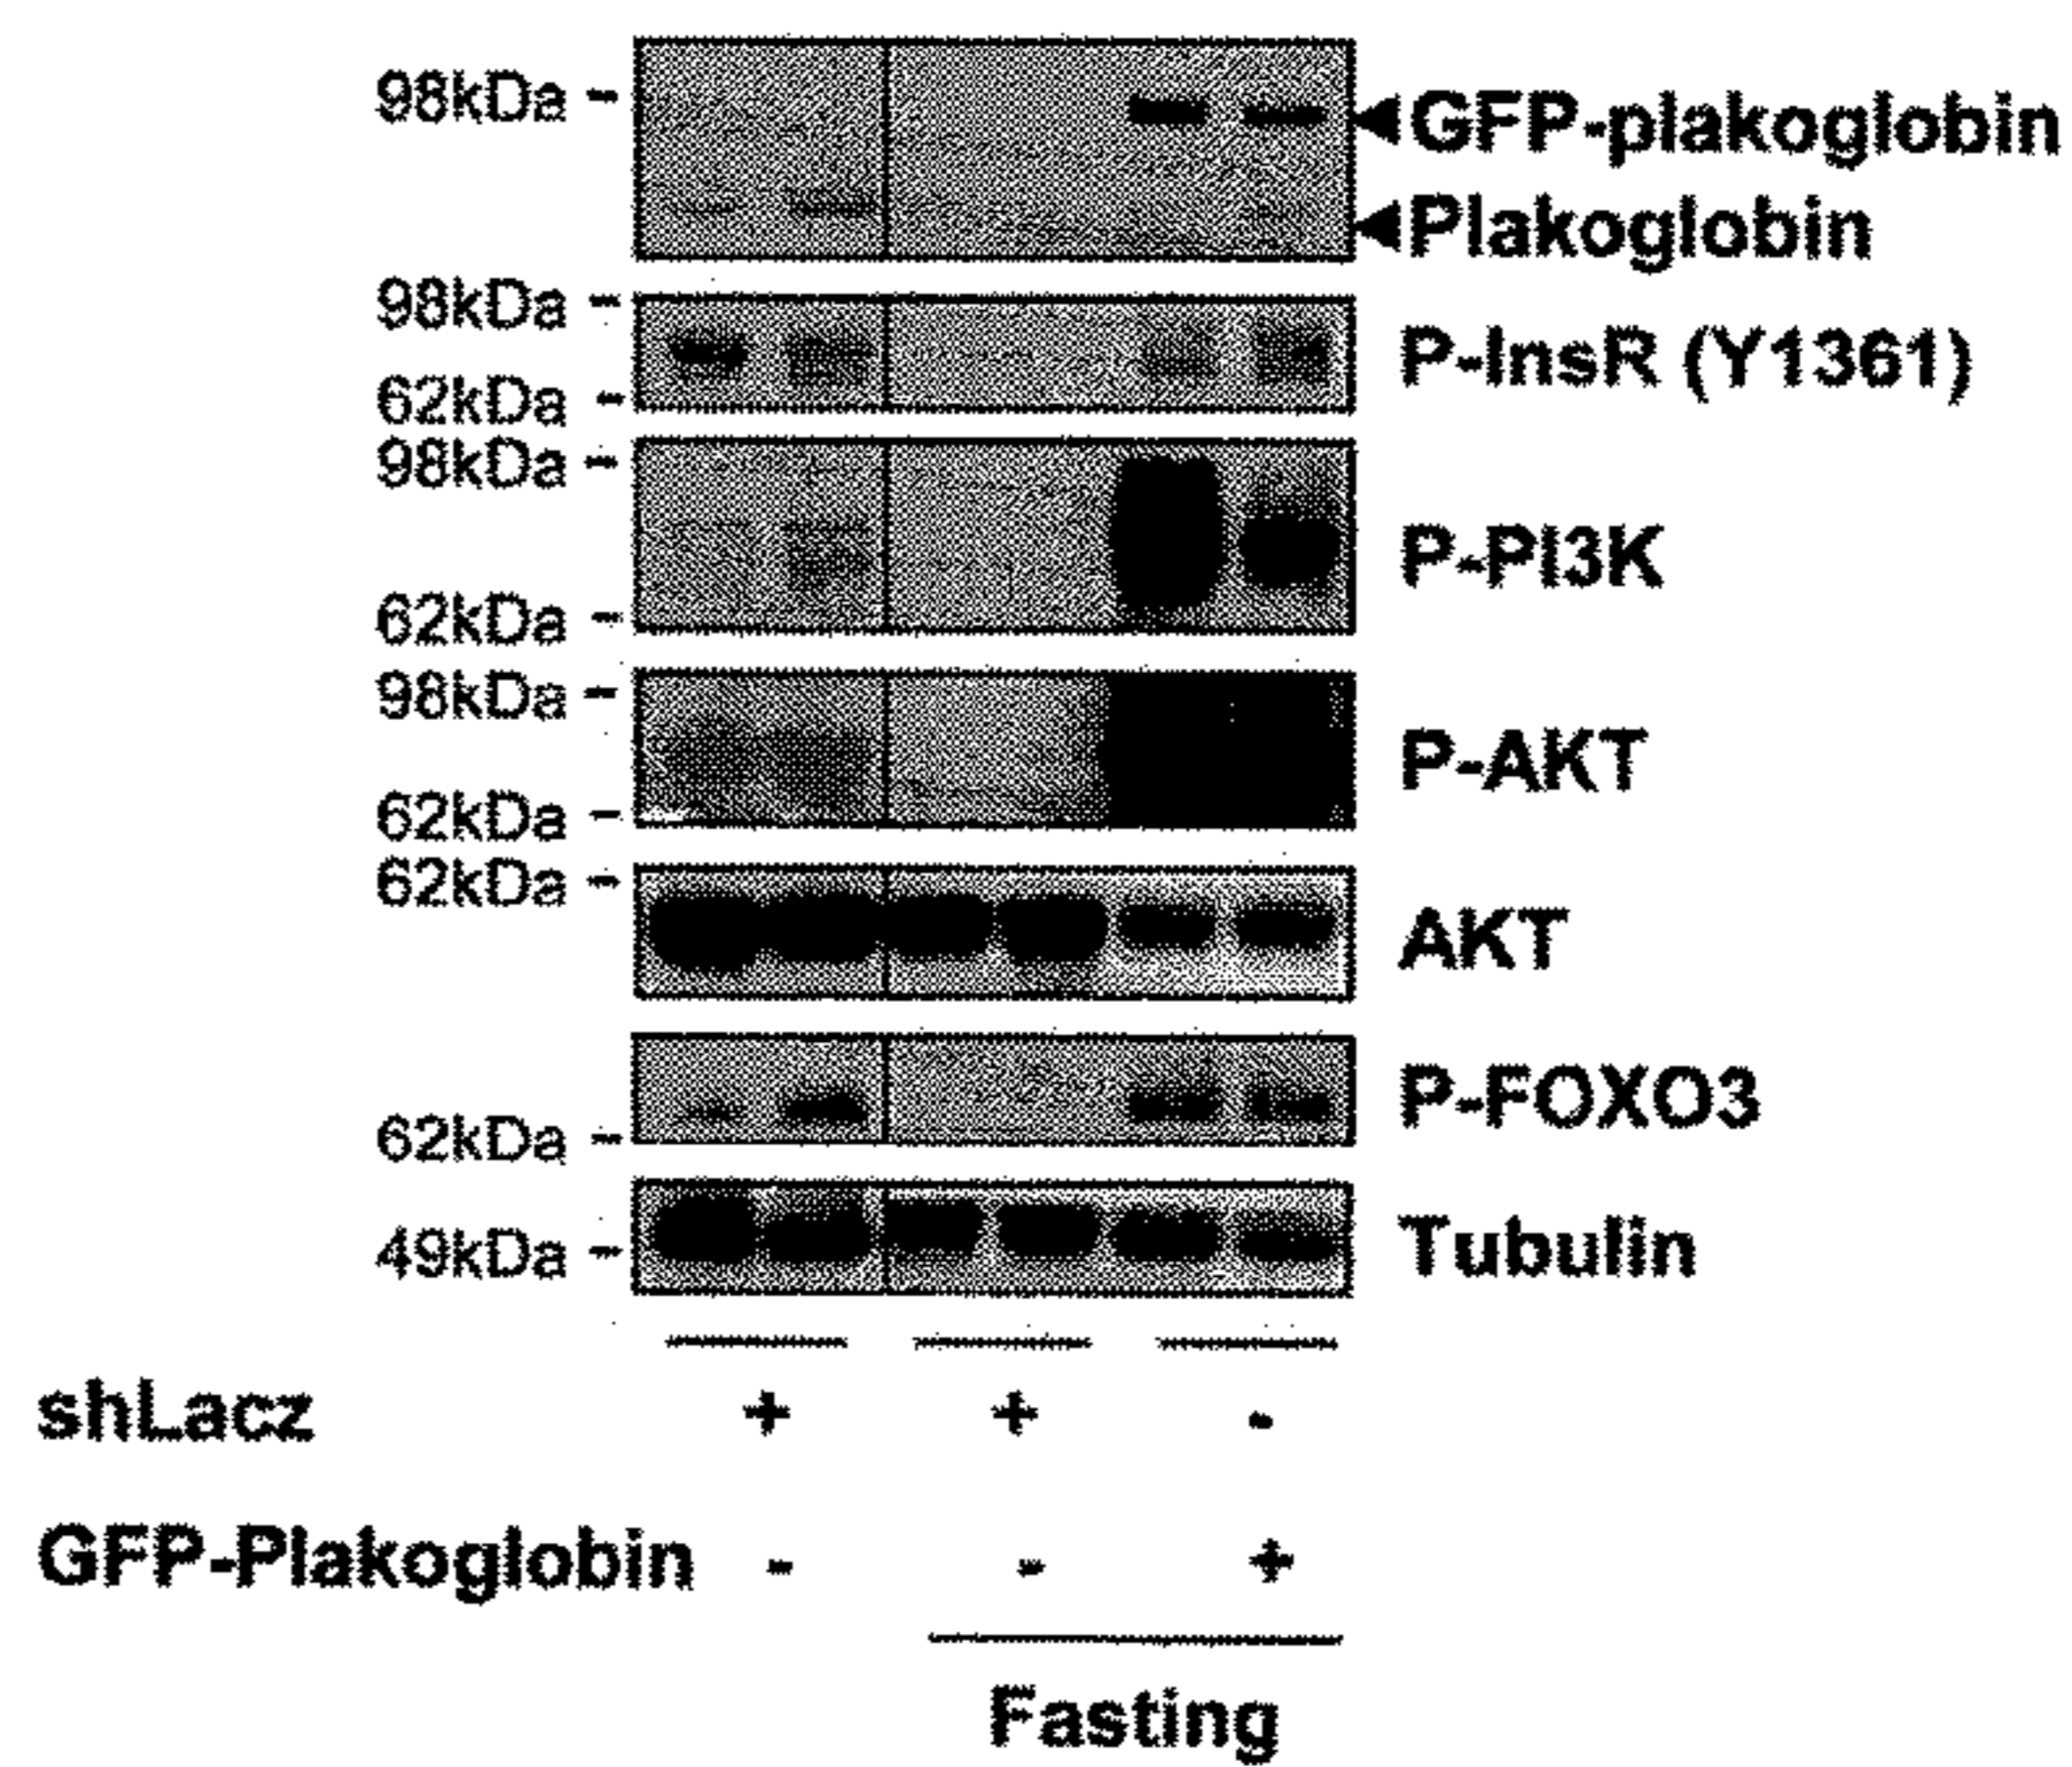 98kDa - GFP-plakoglobin
Plakoglobin
98kDa -
P-InsR (Y1361)
62kDa -
98kDa -
P-PI3K
62kDa -
98kDa -
P-AKT
62kDa -
62kDa -
AKT
P-FOXO3
62kDa -
49kDa - Tubulin
shLacz + + -
GFP-Plakoglobin - - +
Fasting